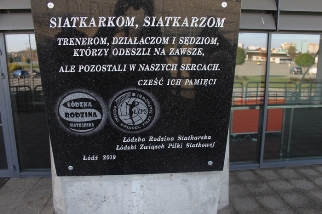 SIATKARKOM, SIATKARZOM
TRENEROM, DZIAŁACZOM I SĘDZIOM,
KTÓRZY ODESZLI NA ZAWSZE,
ALE POZOSTALI W NASZYCH SERCACH.
CZEŚĆ ICH PAMIĘCI
ŁÓDZKA
RODZINA
SIATKARSKA
Łódzka Rodzina Siatkarska
Łódzki Związek Piłki Siatkowej
Łódź 2019